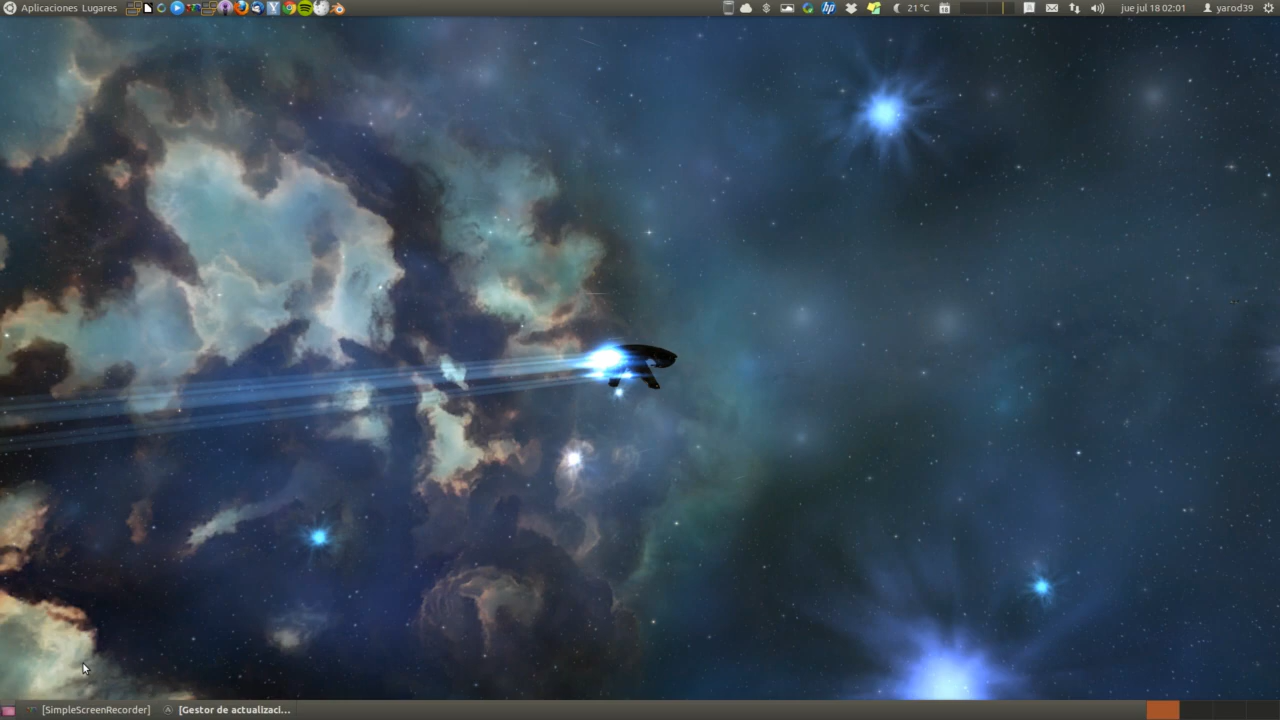 Aplicaciones Lugares 21°C jue jul 18 02:01 yarod39
[SimpleScreenRecorder] [Gestor de actualizaci...